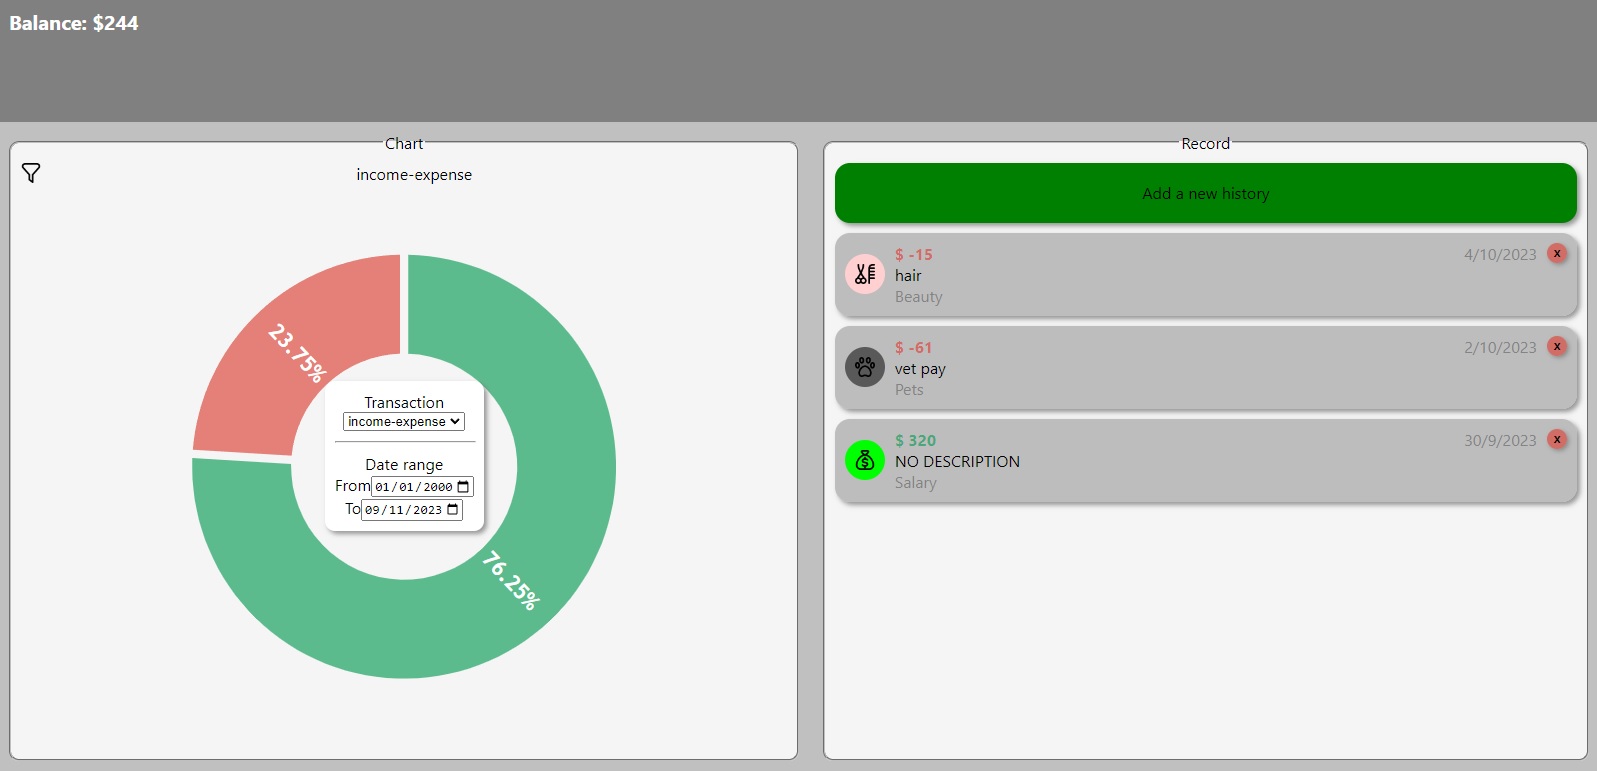 Balance: $244
Chart
income-expense
23.75%
Transaction
income-expense
Date range
From 01/01/2000
To 09/11/2023
76.25%
Record
Add a new history
$ -15
4/10/2023 x
hair
Beauty
$ -61
2/10/2023 x
vet pay
Pets
$ 320
30/9/2023 x
NO DESCRIPTION
Salary